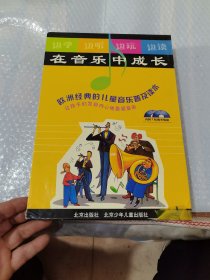 边学 边听 边玩 边读
在音乐中成长
欧洲经典的儿童音乐普及读本
北京出版社 北京少年儿童出版社